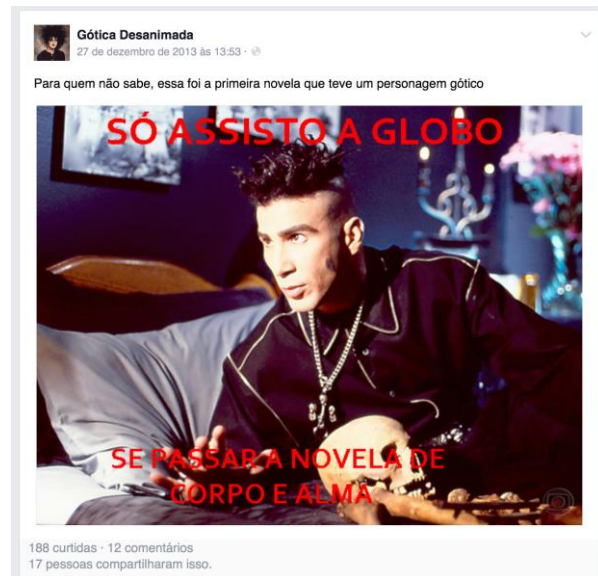 Gótica Desanimada
27 de dezembro de 2013 às 13:53 ·
Para quem não sabe, essa foi a primeira novela que teve um personagem gótico
SÓ ASSISTO A GLOBO
SE PASSAR A NOVELA DE
CORPO E ALMA
188 curtidas · 12 comentários
17 pessoas compartilharam isso.